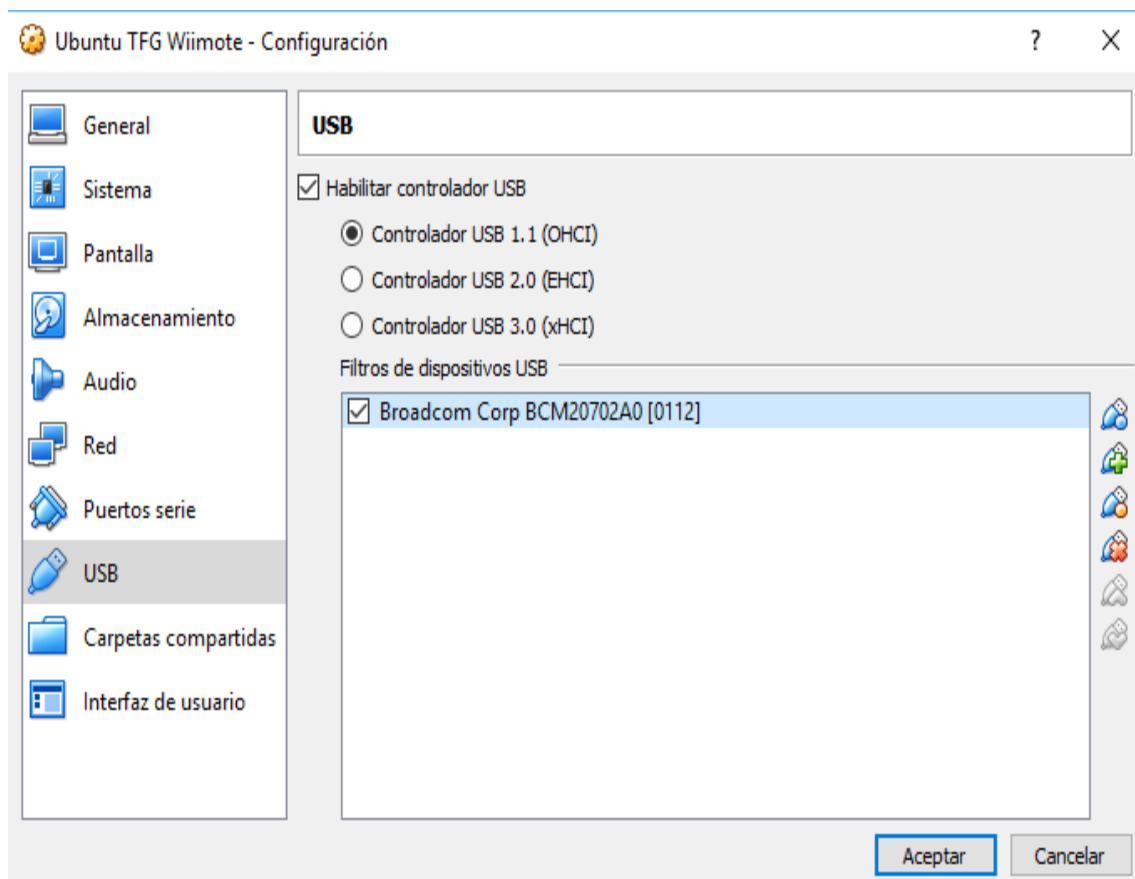 Ubuntu TFG Wiimote - Configuración ?
General
Sistema
Pantalla
Almacenamiento
Audio
Red
Puertos serie
USB
Carpetas compartidas
Interfaz de usuario
USB
Habilitar controlador USB
Controlador USB 1.1 (OHCI)
Controlador USB 2.0 (EHCI)
Controlador USB 3.0 (xHCI)
Filtros de dispositivos USB
Broadcom Corp BCM20702A0 [0112]
Aceptar
Cancelar